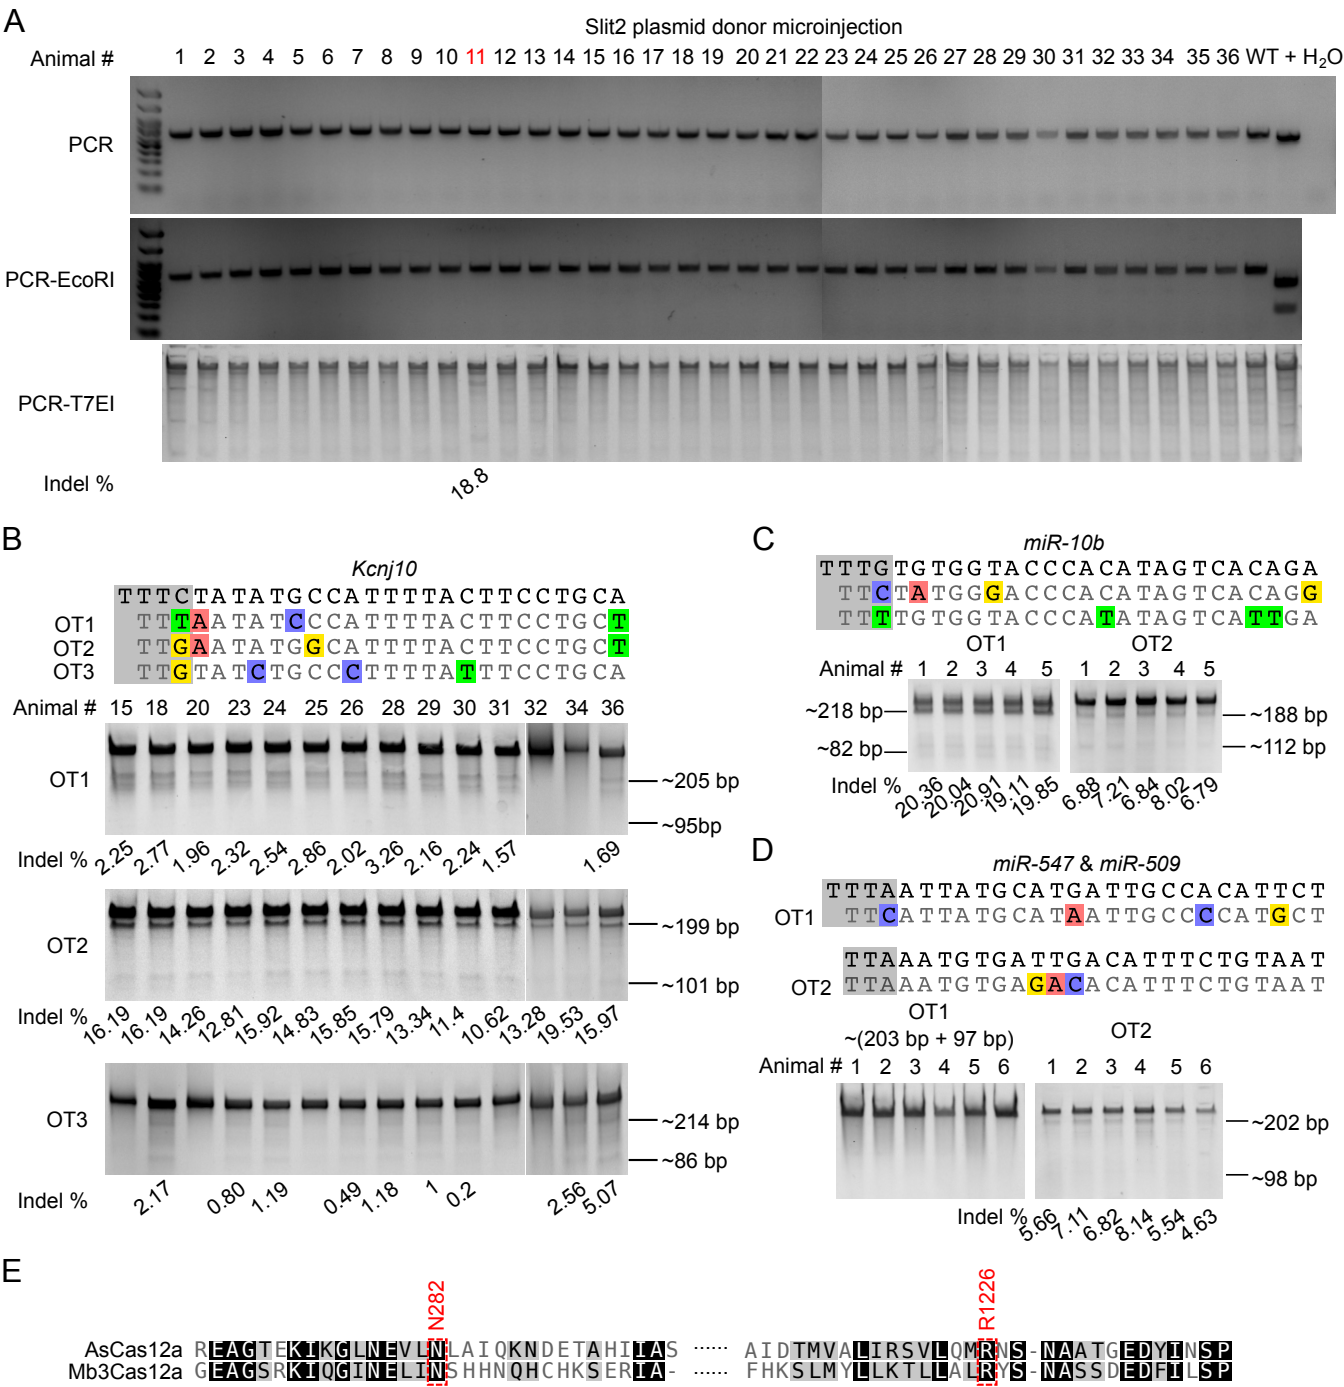 A
Slit2 plasmid donor microinjection
Animal # 1 2 3 4 5 6 7 8 9 10 11 12 13 14 15 16 17 18 19 20 21 22 23 24 25 26 27 28 29 30 31 32 33 34 35 36 WT + H₂O
PCR
PCR-EcoRI
PCR-T7EI
Indel % 18.8
B
Kcnj10
TTTCTATATGCCATTTTACTTCCTGCA
OT1 TTTAATATCCCATTTTACTTCCTGCT
OT2 TTGAATATGGCATTTTACTTCCTGCT
OT3 TTGTATCTGCCCTTTTATTTCCTGCA
Animal # 15 18 20 23 24 25 26 28 29 30 31 32 34 36
OT1
~205 bp
~95bp
Indel % 2.25 2.77 1.96 2.32 2.54 2.86 2.02 3.26 2.16 2.24 1.57 1.69
OT2
~199 bp
~101 bp
Indel % 16.19 16.19 14.26 12.81 15.92 14.83 15.85 15.79 13.34 11.4 10.62 13.28 19.53 15.97
OT3
~214 bp
~86 bp
Indel % 2.17 0.80 1.19 0.49 1.18 1 0.2 2.56 5.07
C
miR-10b
TTTGTGTGGTACCCACATAGTCACAGA
TTCTATGGGACCCACATAGTCACAGG
TTTTGTGGTACCCATATAGTCATTGA
OT1 OT2
Animal # 1 2 3 4 5 1 2 3 4 5
~218 bp
~188 bp
~82 bp
~112 bp
Indel % 20.36 20.04 20.91 19.11 19.85 6.88 7.21 6.84 8.02 6.79
D
miR-547 & miR-509
TTTAATTATGCATGATTGCCACATTCT
OT1 TTCATTATGCATAATTGCCCCATGCT
TTAAATGTGATTGACATTTCTGTAAT
OT2 TTAAATGTGAGACACATTTCTGTAAT
OT1
~(203 bp + 97 bp)
OT2
Animal # 1 2 3 4 5 6 1 2 3 4 5 6
~202 bp
~98 bp
Indel % 5.66 7.11 6.82 8.14 5.54 4.63
E
N282
R1226
AsCas12a REAGTEKIKGLNEVLNLAIQKNDETAHIIAS ······ AIDTMVALIRSVLQMRNS-NAATGEDYINSP
Mb3Cas12a GEAGSRKIQGINELINSHHNQHCHKSERIA- ······ FHKSLMYLLKTLLALRYS-NASSDEDFILSP